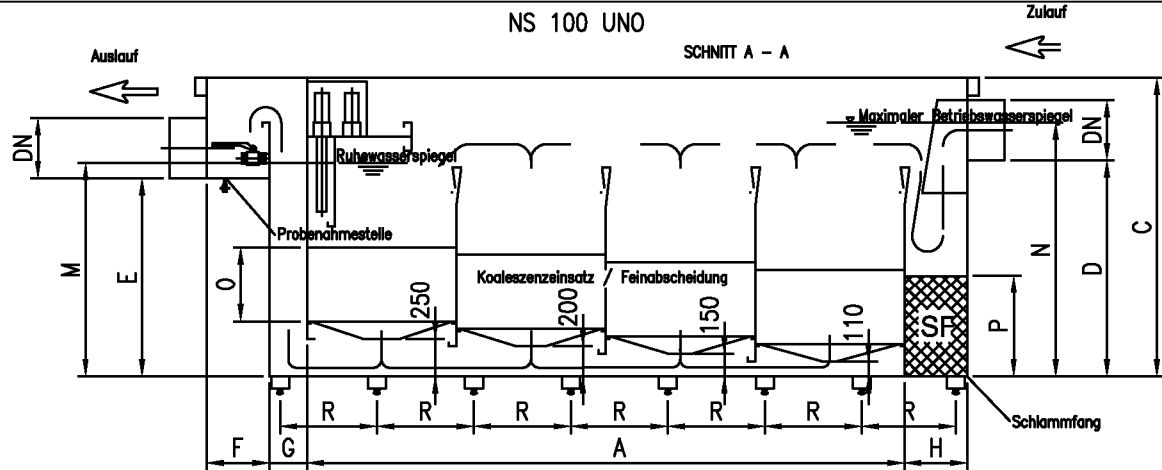 NS 100 UNO
Zulauf
Auslauf
SCHNITT A - A
DN
Maximaler Betriebswasserspiegel
DN
Ruhewasserspiegel
Probenahmestelle
M
E
O
Koaleszenzeinsatz / Feinabscheidung
250
200
150
110
SF
P
N
D
C
R R R R R R R
Schlammfang
F G A H